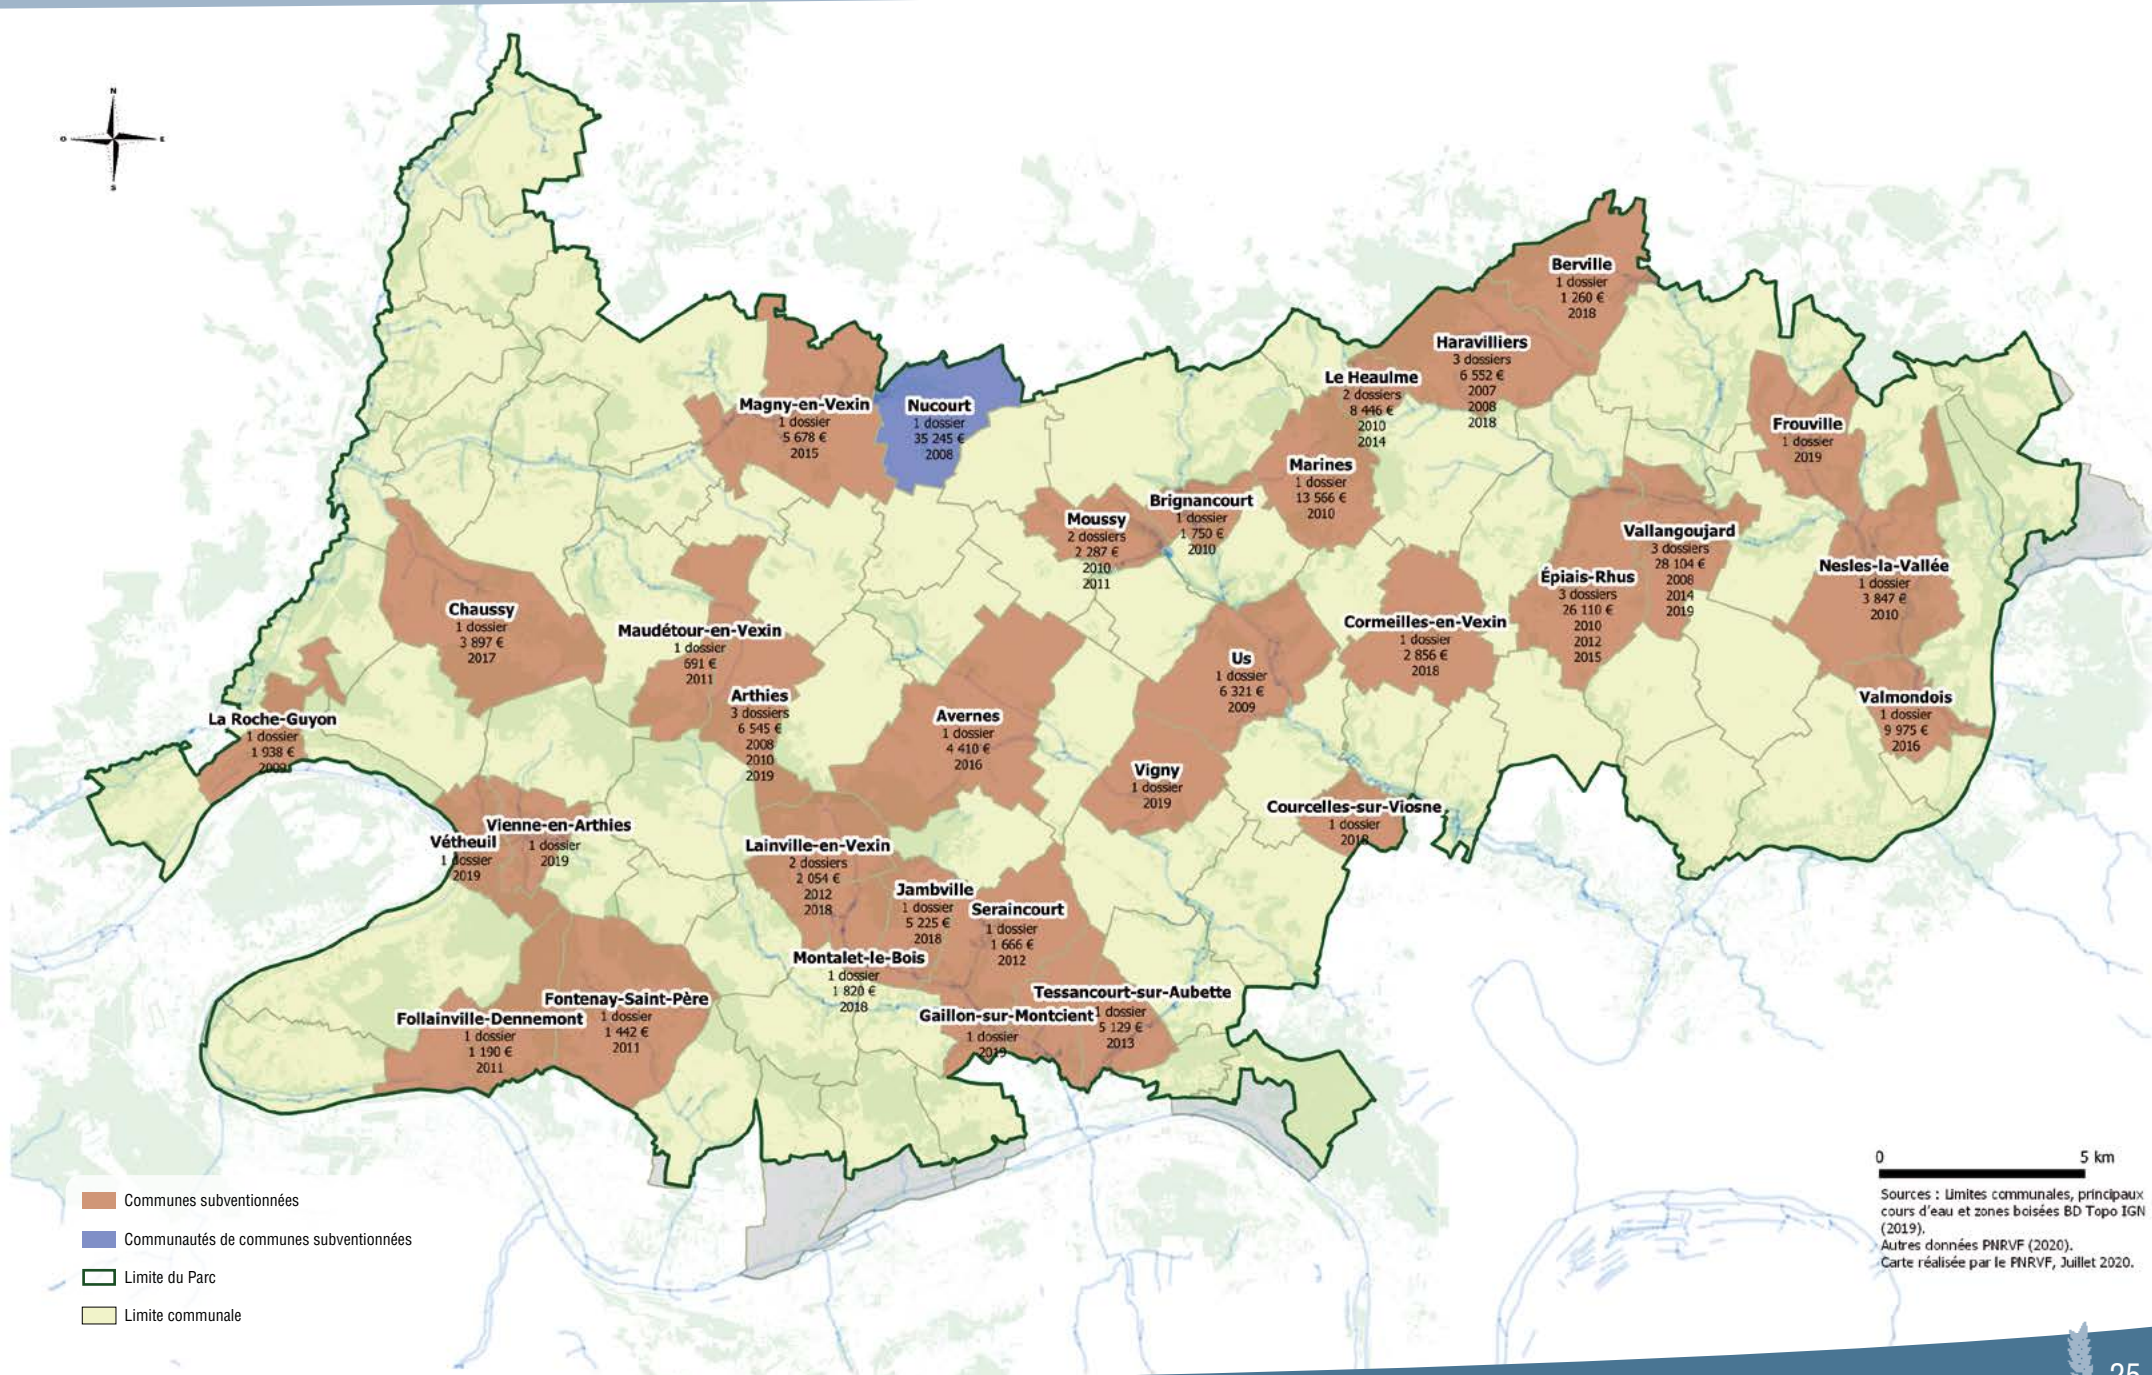 N
O
E
S
Berville
1 dossier
1 260 €
2018
Haravilliers
3 dossiers
6 552 €
2007
2008
2018
Le Heaulme
2 dossiers
8 446 €
2010
2014
Magny-en-Vexin
1 dossier
5 678 €
2015
Nucourt
1 dossier
35 245 €
2008
Frouville
1 dossier
2019
Marines
1 dossier
13 566 €
2010
Brignancourt
1 dossier
1 750 €
2010
Moussy
2 dossiers
2 287 €
2010
2011
Vallangoujard
3 dossiers
28 104 €
2008
2014
2019
Nesles-la-Vallée
1 dossier
3 847 €
2010
Épiais-Rhus
3 dossiers
26 110 €
2010
2012
2015
Chaussy
1 dossier
3 897 €
2017
Maudétour-en-Vexin
1 dossier
691 €
2011
Cormeilles-en-Vexin
1 dossier
2 856 €
2018
Us
1 dossier
6 321 €
2009
Arthies
3 dossiers
6 545 €
2008
2010
2019
Valmondois
1 dossier
9 975 €
2016
La Roche-Guyon
1 dossier
1 938 €
2009
Avernes
1 dossier
4 410 €
2016
Vigny
1 dossier
2019
Courcelles-sur-Viosne
1 dossier
2018
Vienne-en-Arthies
1 dossier
2019
Vétheuil
1 dossier
2019
Lainville-en-Vexin
2 dossiers
2 054 €
2012
2018
Jambville
1 dossier
5 225 €
2018
Seraincourt
1 dossier
1 666 €
2012
Montalet-le-Bois
1 dossier
1 820 €
2018
Tessancourt-sur-Aubette
1 dossier
5 129 €
2013
Gaillon-sur-Montcient
1 dossier
2019
Fontenay-Saint-Père
1 dossier
1 442 €
2011
Follainville-Dennemont
1 dossier
1 190 €
2011
Communes subventionnées
Communautés de communes subventionnées
Limite du Parc
Limite communale
0 5 km
Sources : Limites communales, principaux
cours d'eau et zones boisées BD Topo IGN
(2019).
Autres données PNRVF (2020).
Carte réalisée par le PNRVF, Juillet 2020.
25